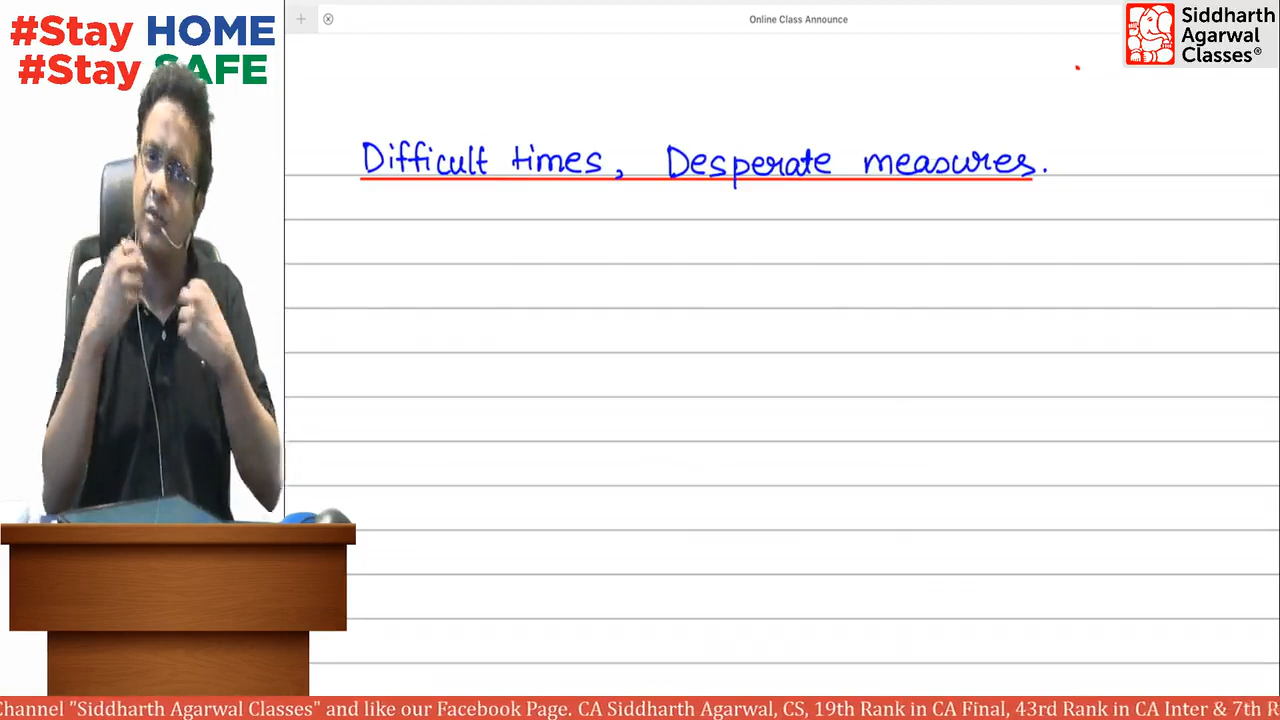 #Stay HOME
#Stay SAFE
Online Class Announce
Siddharth
Agarwal
Classes®
Difficult times, Desperate measures.
Channel "Siddharth Agarwal Classes" and like our Facebook Page. CA Siddharth Agarwal, CS, 19th Rank in CA Final, 43rd Rank in CA Inter & 7th R